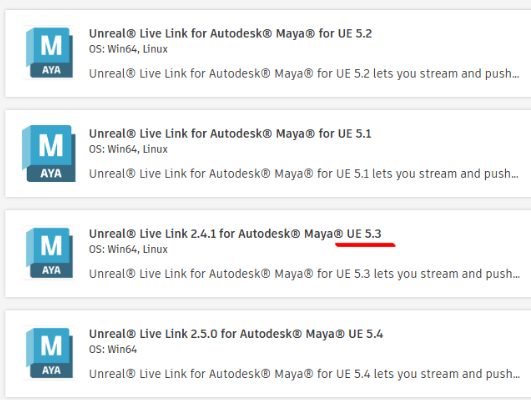 M
AYA
Unreal® Live Link for Autodesk® Maya® for UE 5.2
OS: Win64, Linux
Unreal® Live Link for Autodesk® Maya® for UE 5.2 lets you stream and push...
M
AYA
Unreal® Live Link for Autodesk® Maya® for UE 5.1
OS: Win64, Linux
Unreal® Live Link for Autodesk® Maya® for UE 5.1 lets you stream and push...
M
AYA
Unreal® Live Link 2.4.1 for Autodesk® Maya® UE 5.3
OS: Win64, Linux
Unreal® Live Link for Autodesk® Maya® for UE 5.3 lets you stream and push...
M
AYA
Unreal® Live Link 2.5.0 for Autodesk® Maya® UE 5.4
OS: Win64
Unreal® Live Link for Autodesk® Maya® for UE 5.4 lets you stream and push...